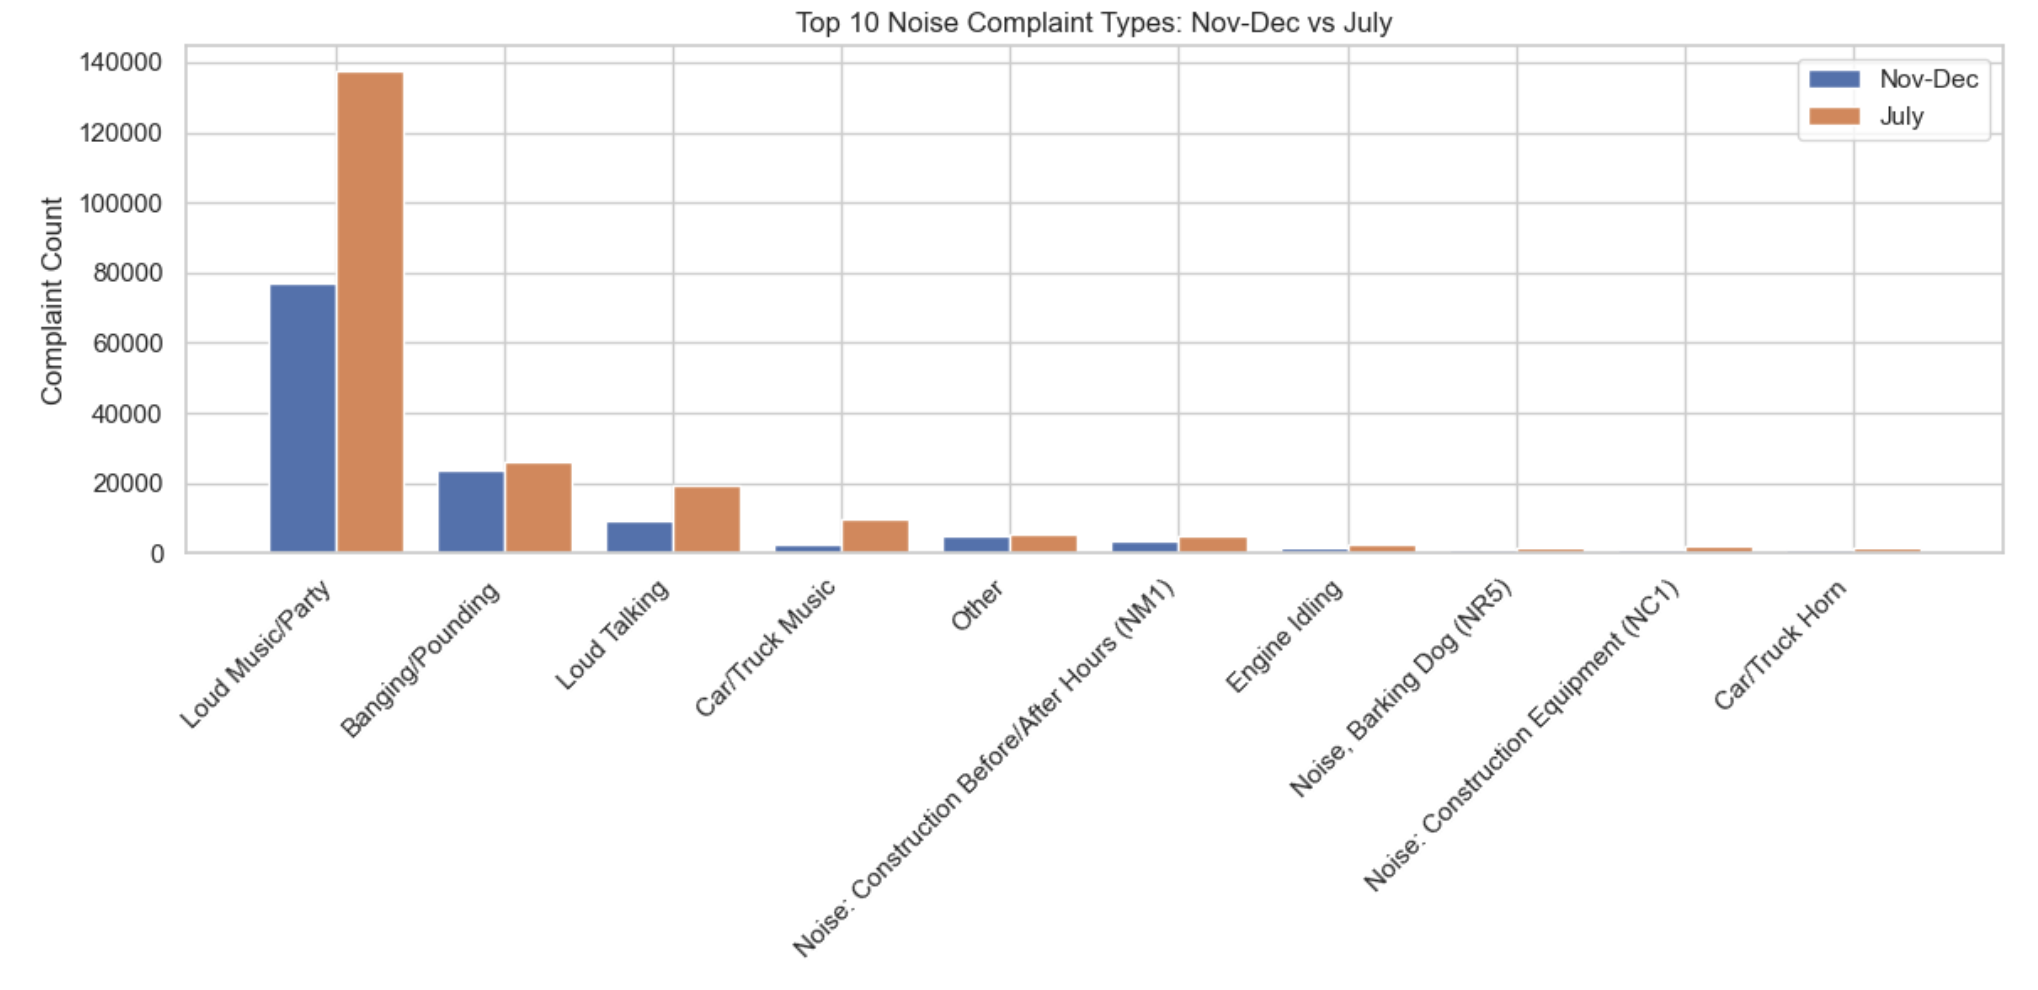 Top 10 Noise Complaint Types: Nov-Dec vs July
Nov-Dec
July
Complaint Count
140000
120000
100000
80000
60000
40000
20000
0
Loud Music/Party
Banging/Pounding
Loud Talking
Car/Truck Music
Other
Noise: Construction Before/After Hours (NM1)
Engine Idling
Noise, Barking Dog (NR5)
Noise: Construction Equipment (NC1)
Car/Truck Horn